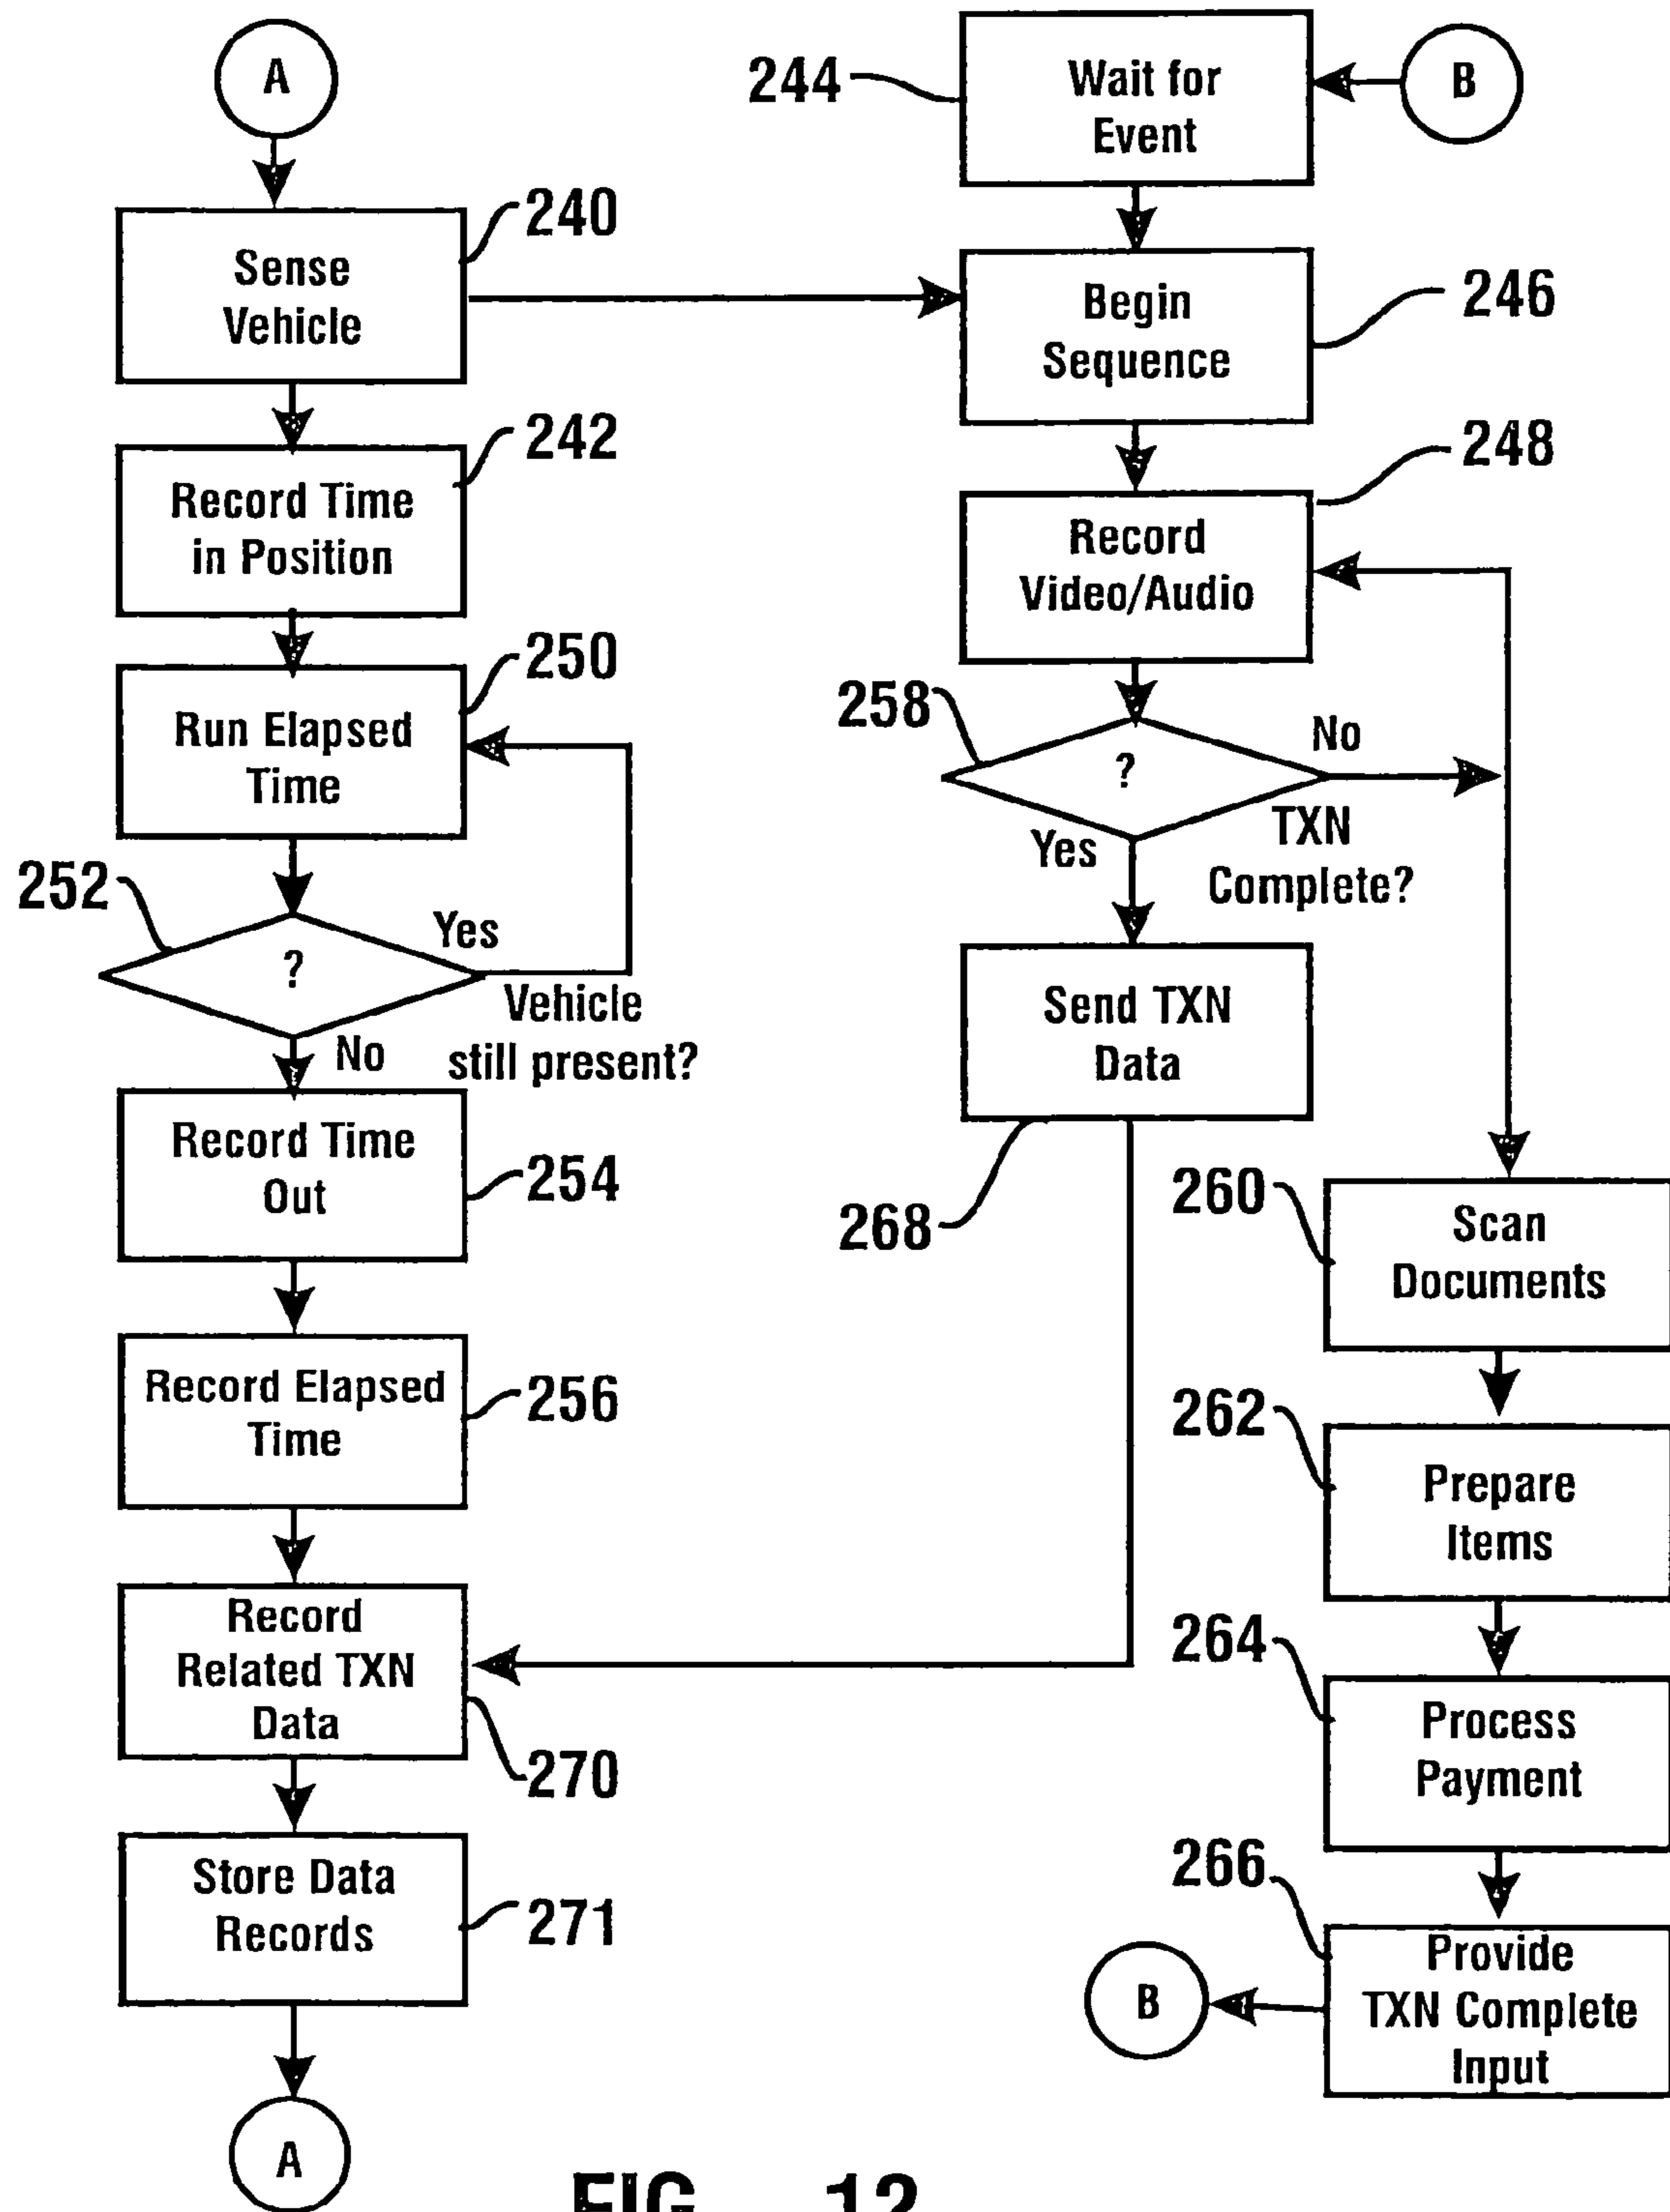 A
240
Sense
Vehicle
242
Record Time
in Position
250
Run Elapsed
Time
252
?
Yes
Vehicle
still present?
No
Record Time
Out
254
Record Elapsed
Time
256
Record
Related TXN
Data
270
Store Data
Records
271
A
244
Wait for
Event
B
Begin
Sequence
246
248
Record
Video/Audio
258
?
No
TXN
Complete?
Yes
Send TXN
Data
268
260
Scan
Documents
262
Prepare
Items
264
Process
Payment
266
Provide
TXN Complete
Input
B
FIG 12